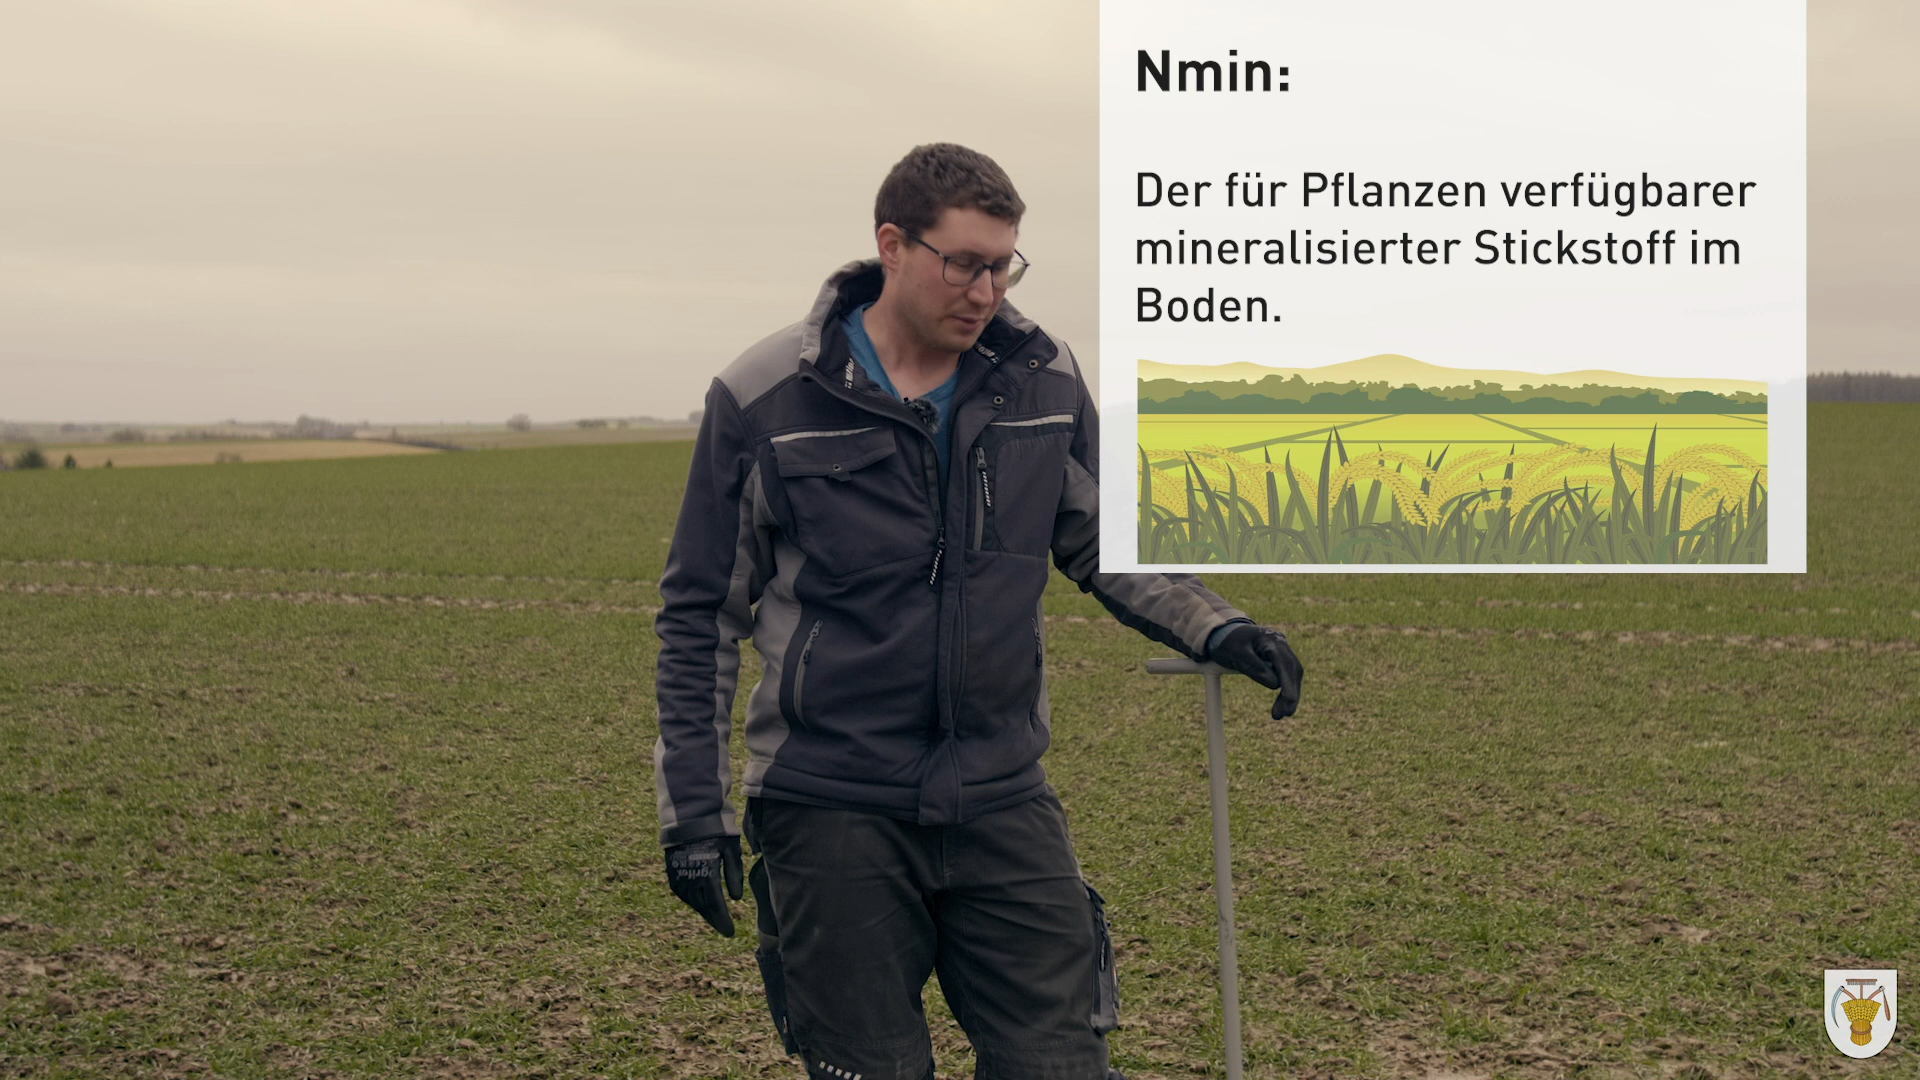 Nmin:
Der für Pflanzen verfügbarer
mineralisierter Stickstoff im
Boden.